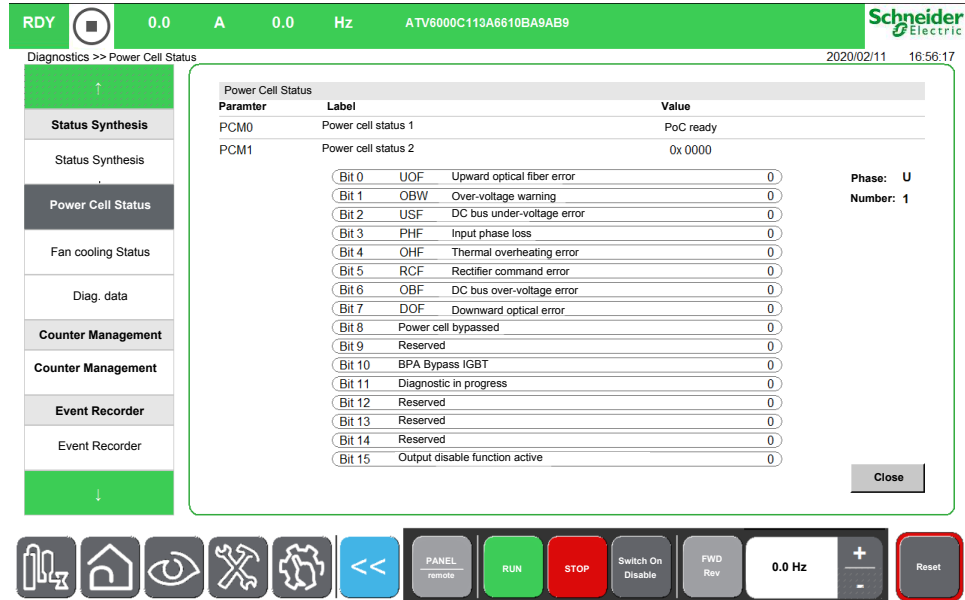 RDY 0.0 A 0.0 Hz ATV6000C113A6610BA9AB9 Schneider Electric
Diagnostics >> Power Cell Status 2020/02/11 16:56:17
↑
Status Synthesis
Status Synthesis
Power Cell Status
Fan cooling Status
Diag. data
Counter Management
Counter Management
Event Recorder
Event Recorder
↓
Power Cell Status
Paramter Label Value
PCM0 Power cell status 1 PoC ready
PCM1 Power cell status 2 0x 0000
Bit 0 UOF Upward optical fiber error 0
Bit 1 OBW Over-voltage warning 0
Bit 2 USF DC bus under-voltage error 0
Bit 3 PHF Input phase loss 0
Bit 4 OHF Thermal overheating error 0
Bit 5 RCF Rectifier command error 0
Bit 6 OBF DC bus over-voltage error 0
Bit 7 DOF Downward optical error 0
Bit 8 Power cell bypassed 0
Bit 9 Reserved 0
Bit 10 BPA Bypass IGBT 0
Bit 11 Diagnostic in progress 0
Bit 12 Reserved 0
Bit 13 Reserved 0
Bit 14 Reserved 0
Bit 15 Output disable function active 0
Phase: U
Number: 1
Close
<<
PANEL
remote
RUN
STOP
Switch On
Disable
FWD
Rev
0.0 Hz
+
-
Reset